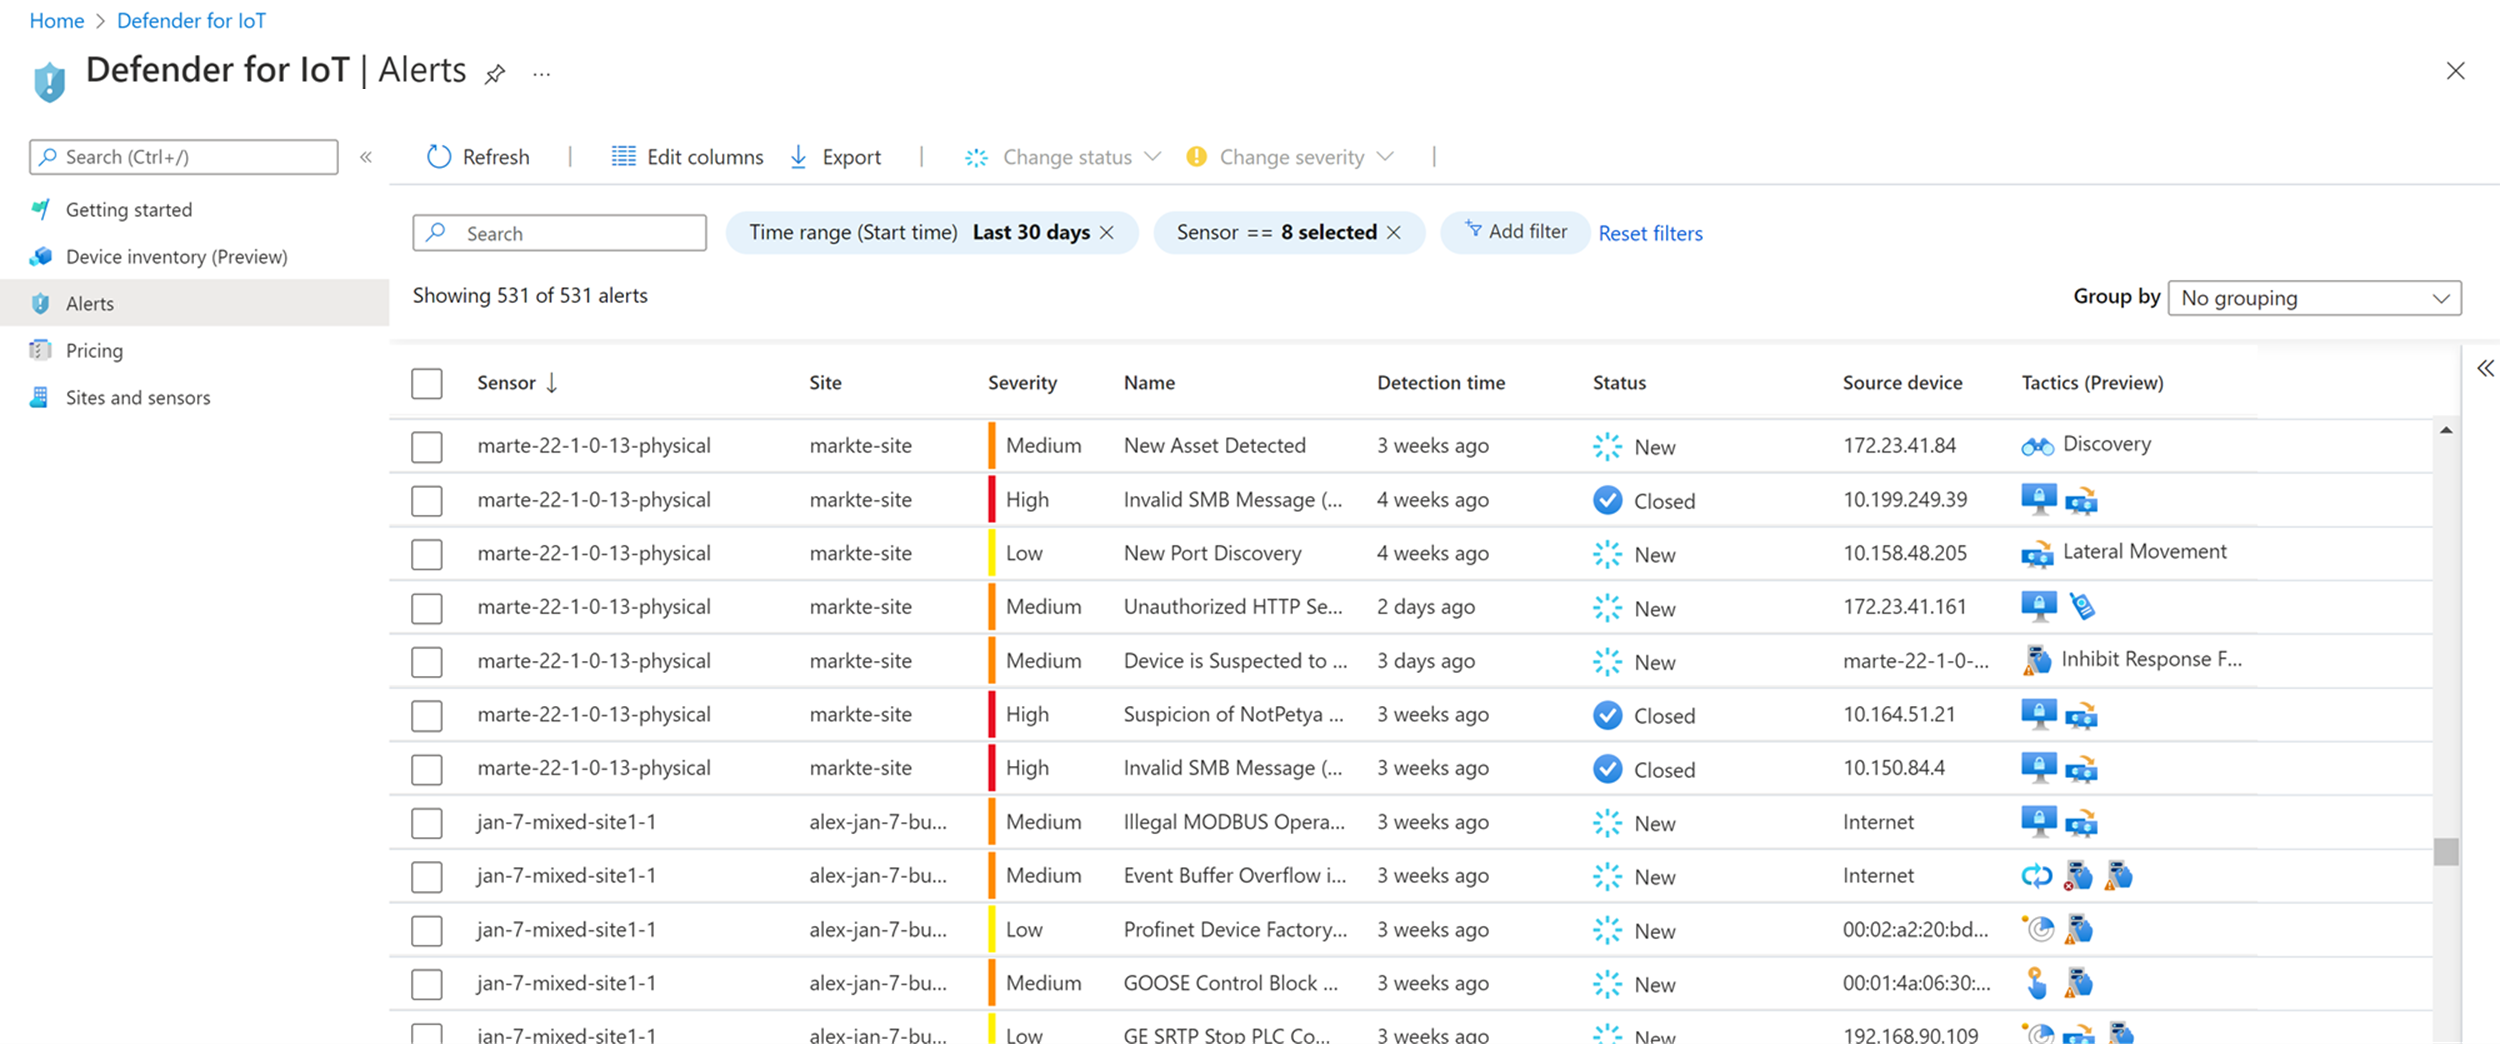 Home > Defender for IoT
Defender for IoT | Alerts ...
Search (Ctrl+/) «
Getting started
Device inventory (Preview)
Alerts
Pricing
Sites and sensors
Refresh | Edit columns Export | Change status Change severity |
Search Time range (Start time) Last 30 days Sensor == 8 selected Add filter Reset filters
Showing 531 of 531 alerts Group by No grouping
Sensor ↓ Site Severity Name Detection time Status Source device Tactics (Preview) «
marte-22-1-0-13-physical markte-site Medium New Asset Detected 3 weeks ago New 172.23.41.84 Discovery
marte-22-1-0-13-physical markte-site High Invalid SMB Message (... 4 weeks ago Closed 10.199.249.39
marte-22-1-0-13-physical markte-site Low New Port Discovery 4 weeks ago New 10.158.48.205 Lateral Movement
marte-22-1-0-13-physical markte-site Medium Unauthorized HTTP Se... 2 days ago New 172.23.41.161
marte-22-1-0-13-physical markte-site Medium Device is Suspected to ... 3 days ago New marte-22-1-0-... Inhibit Response F...
marte-22-1-0-13-physical markte-site High Suspicion of NotPetya ... 3 weeks ago Closed 10.164.51.21
marte-22-1-0-13-physical markte-site High Invalid SMB Message (... 3 weeks ago Closed 10.150.84.4
jan-7-mixed-site1-1 alex-jan-7-bu... Medium Illegal MODBUS Opera... 3 weeks ago New Internet
jan-7-mixed-site1-1 alex-jan-7-bu... Medium Event Buffer Overflow i... 3 weeks ago New Internet
jan-7-mixed-site1-1 alex-jan-7-bu... Low Profinet Device Factory... 3 weeks ago New 00:02:a2:20:bd...
jan-7-mixed-site1-1 alex-jan-7-bu... Medium GOOSE Control Block ... 3 weeks ago New 00:01:4a:06:30:...
jan-7-mixed-site1-1 alex-jan-7-bu... Low GE SRTP Stop PLC Co... 3 weeks ago New 192.168.90.109